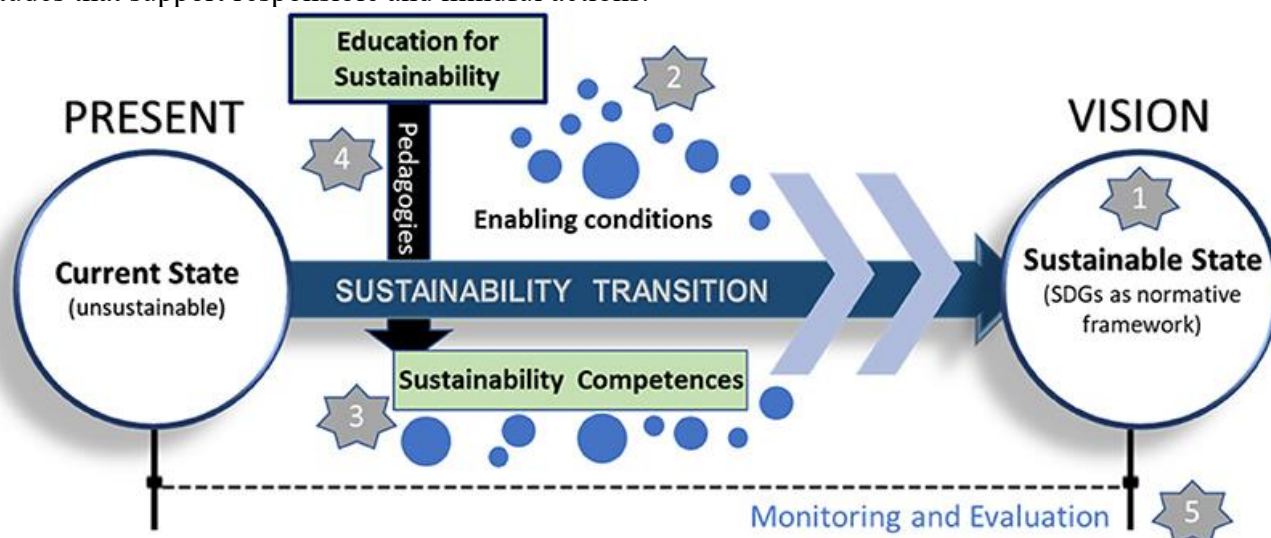 Education for
Sustainability
2
PRESENT
VISION
4
Pedagogies
1
Enabling conditions
Current State
(unsustainable)
Sustainable State
(SDGs as normative
framework)
SUSTAINABILITY TRANSITION
Sustainability Competences
3
Monitoring and Evaluation
5